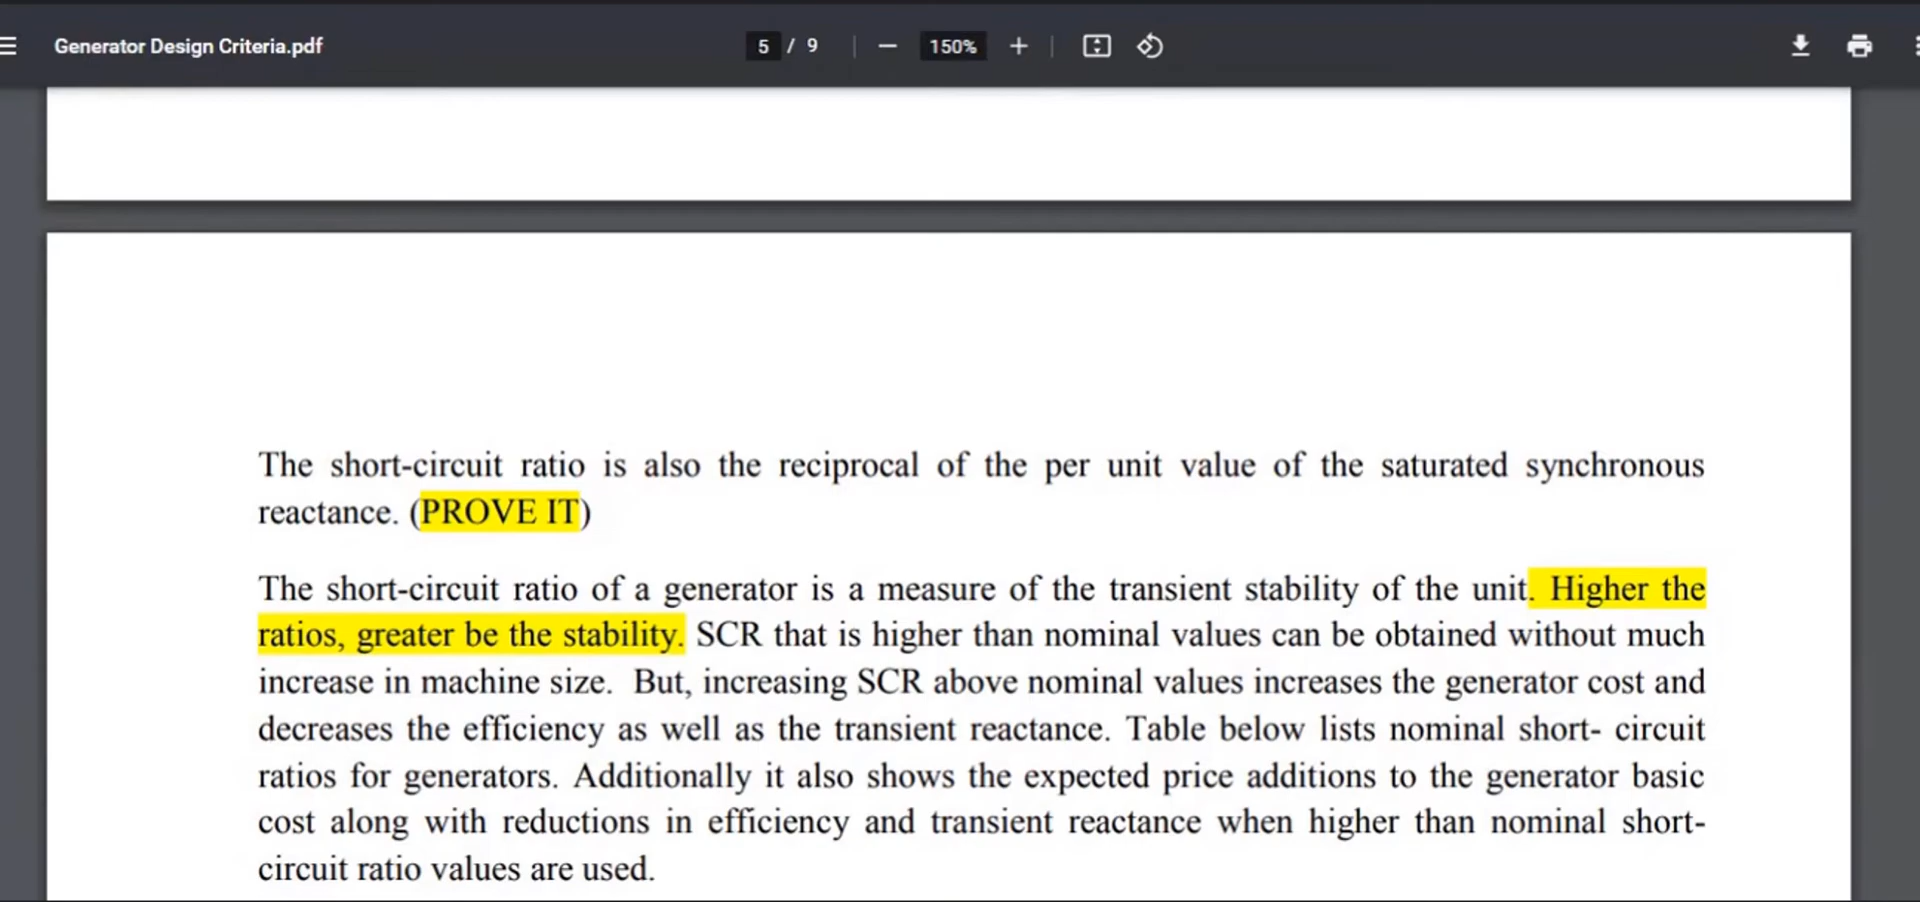 Generator Design Criteria.pdf
5 / 9
150%
The short-circuit ratio is also the reciprocal of the per unit value of the saturated synchronous
reactance. (PROVE IT)
The short-circuit ratio of a generator is a measure of the transient stability of the unit. Higher the
ratios, greater be the stability. SCR that is higher than nominal values can be obtained without much
increase in machine size. But, increasing SCR above nominal values increases the generator cost and
decreases the efficiency as well as the transient reactance. Table below lists nominal short- circuit
ratios for generators. Additionally it also shows the expected price additions to the generator basic
cost along with reductions in efficiency and transient reactance when higher than nominal short-
circuit ratio values are used.